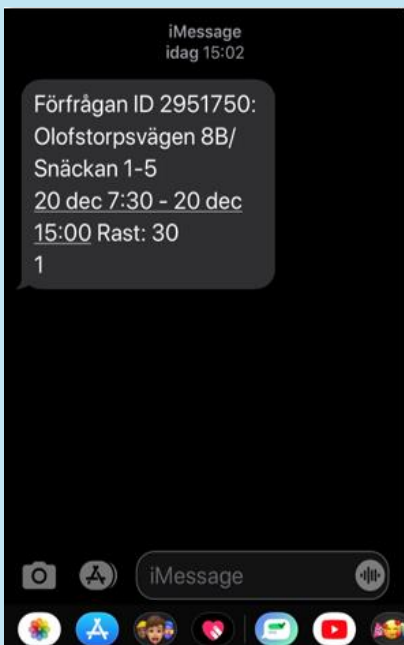 iMessage
idag 15:02
Förfrågan ID 2951750:
Olofstorpsvägen 8B/
Snäckan 1-5
20 dec 7:30 - 20 dec
15:00 Rast: 30
1
iMessage